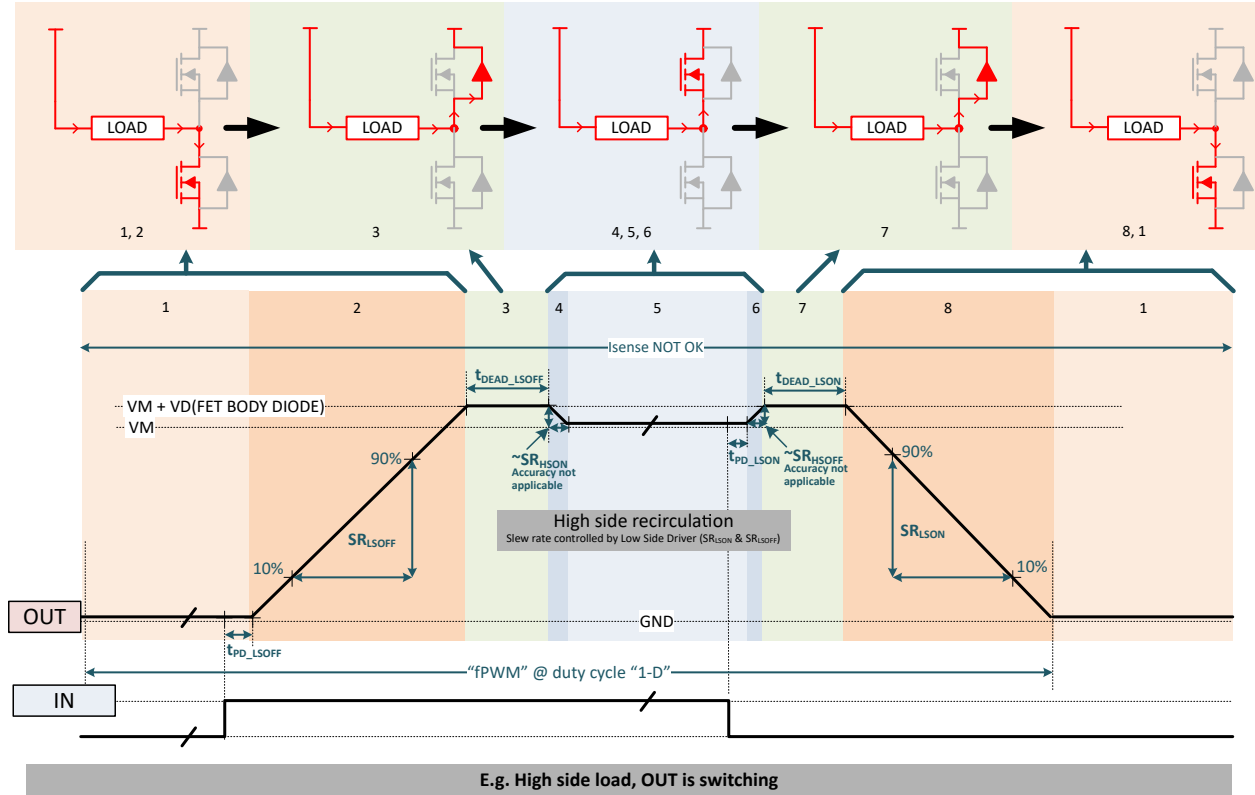 LOAD
LOAD
LOAD
LOAD
LOAD
1, 2
3
4, 5, 6
7
8, 1
1
2
3
4
5
6
7
8
1
Isense NOT OK
tDEAD_LSOFF
tDEAD_LSON
VM + VD(FET BODY DIODE)
VM
~SRHSON
Accuracy not
applicable
tPD_LSON
~SRHSOFF
Accuracy not
applicable
90%
90%
High side recirculation
Slew rate controlled by Low Side Driver (SRLSON & SRLSOFF)
SRLSOFF
SRLSON
10%
10%
OUT
GND
tPD_LSOFF
“fPWM” @ duty cycle “1-D”
IN
E.g. High side load, OUT is switching